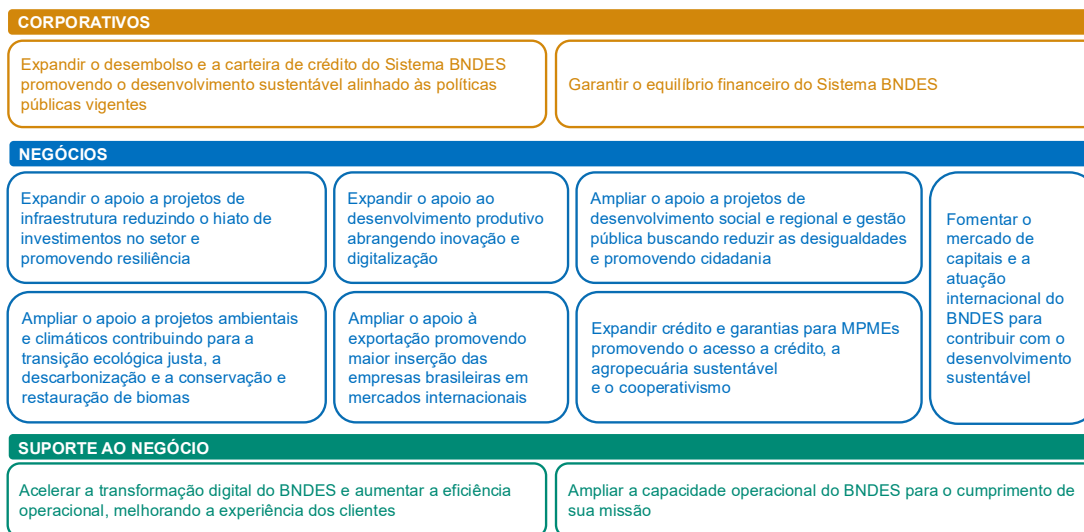 CORPORATIVOS
Expandir o desembolso e a carteira de crédito do Sistema BNDES
promovendo o desenvolvimento sustentável alinhado às políticas
públicas vigentes
Garantir o equilíbrio financeiro do Sistema BNDES
NEGÓCIOS
Expandir o apoio a projetos de
infraestrutura reduzindo o hiato de
investimentos no setor e
promovendo resiliência
Expandir o apoio ao
desenvolvimento produtivo
abrangendo inovação e
digitalização
Ampliar o apoio a projetos de
desenvolvimento social e regional e gestão
pública buscando reduzir as desigualdades
e promovendo cidadania
Fomentar o
mercado de
capitais e a
atuação
internacional do
BNDES para
contribuir com o
desenvolvimento
sustentável
Ampliar o apoio a projetos ambientais
e climáticos contribuindo para a
transição ecológica justa, a
descarbonização e a conservação e
restauração de biomas
Ampliar o apoio à
exportação promovendo
maior inserção das
empresas brasileiras em
mercados internacionais
Expandir crédito e garantias para MPMEs
promovendo o acesso a crédito, a
agropecuária sustentável
e o cooperativismo
SUPORTE AO NEGÓCIO
Acelerar a transformação digital do BNDES e aumentar a eficiência
operacional, melhorando a experiência dos clientes
Ampliar a capacidade operacional do BNDES para o cumprimento de
sua missão